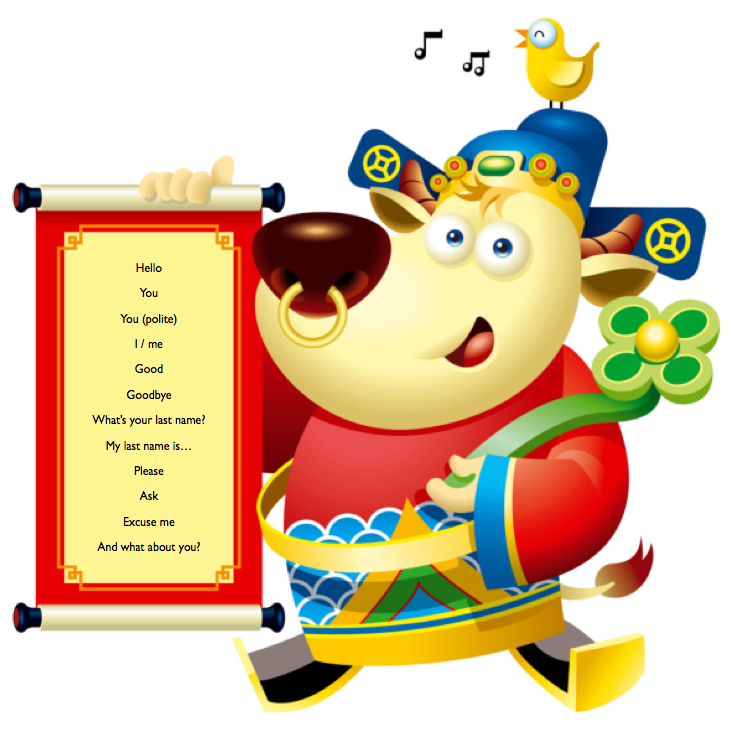 Hello
You
You (polite)
I / me
Good
Goodbye
What's your last name?
My last name is...
Please
Ask
Excuse me
And what about you?